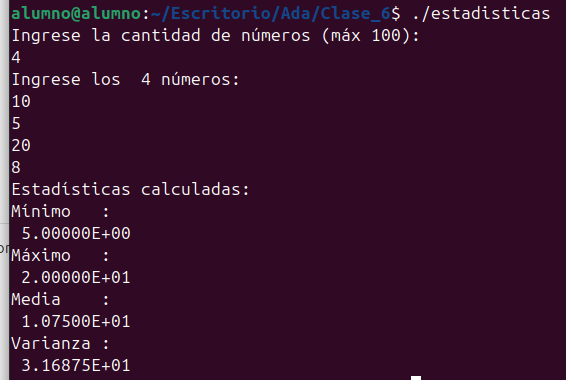 alumno@alumno:~/Escritorio/Ada/Clase_6$ ./estadisticas
Ingrese la cantidad de números (máx 100):
4
Ingrese los  4 números:
10
5
20
8
Estadísticas calculadas:
Mínimo   :
 5.00000E+00
Máximo   :
 2.00000E+01
Media    :
 1.07500E+01
Varianza :
 3.16875E+01